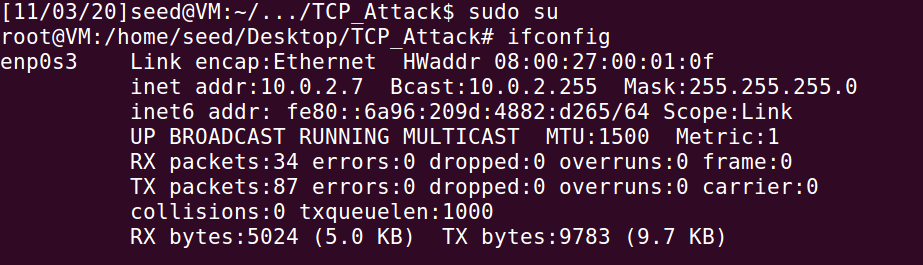 [11/03/20]seed@VM:~/.../TCP_Attack$ sudo su
root@VM:/home/seed/Desktop/TCP_Attack# ifconfig
enp0s3    Link encap:Ethernet  HWaddr 08:00:27:00:01:0f
          inet addr:10.0.2.7  Bcast:10.0.2.255  Mask:255.255.255.0
          inet6 addr: fe80::6a96:209d:4882:d265/64 Scope:Link
          UP BROADCAST RUNNING MULTICAST  MTU:1500  Metric:1
          RX packets:34 errors:0 dropped:0 overruns:0 frame:0
          TX packets:87 errors:0 dropped:0 overruns:0 carrier:0
          collisions:0 txqueuelen:1000
          RX bytes:5024 (5.0 KB)  TX bytes:9783 (9.7 KB)